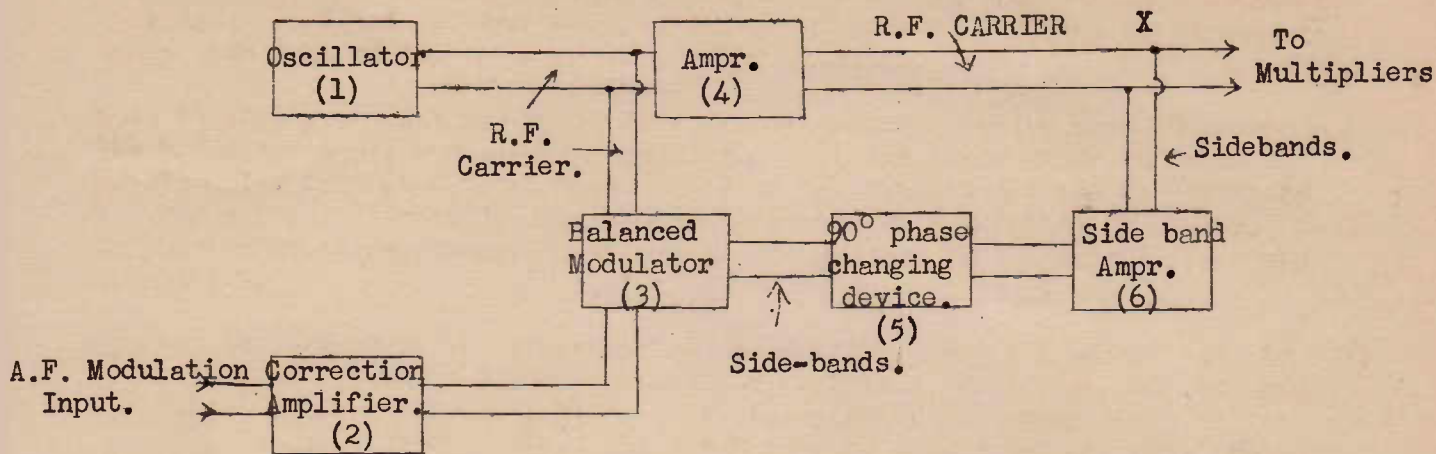 Oscillator
(1)
R.F.
Carrier.
Ampr.
(4)
R.F. CARRIER
X
To
Multipliers
Sidebands.
Balanced
Modulator
(3)
90° phase
changing
device.
(5)
Side band
Ampr.
(6)
Side-bands.
A.F. Modulation
Input.
Correction
Amplifier.
(2)